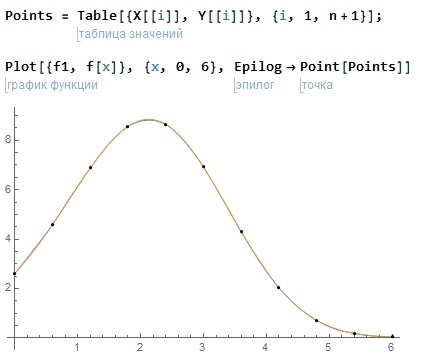 Points = Table[{X[[i]], Y[[i]]}, {i, 1, n + 1}];
таблица значений
Plot[{f1, f[x]}, {x, 0, 6}, Epilog → Point[Points]]
график функции эпилог точка
8
6
4
2
1 2 3 4 5 6